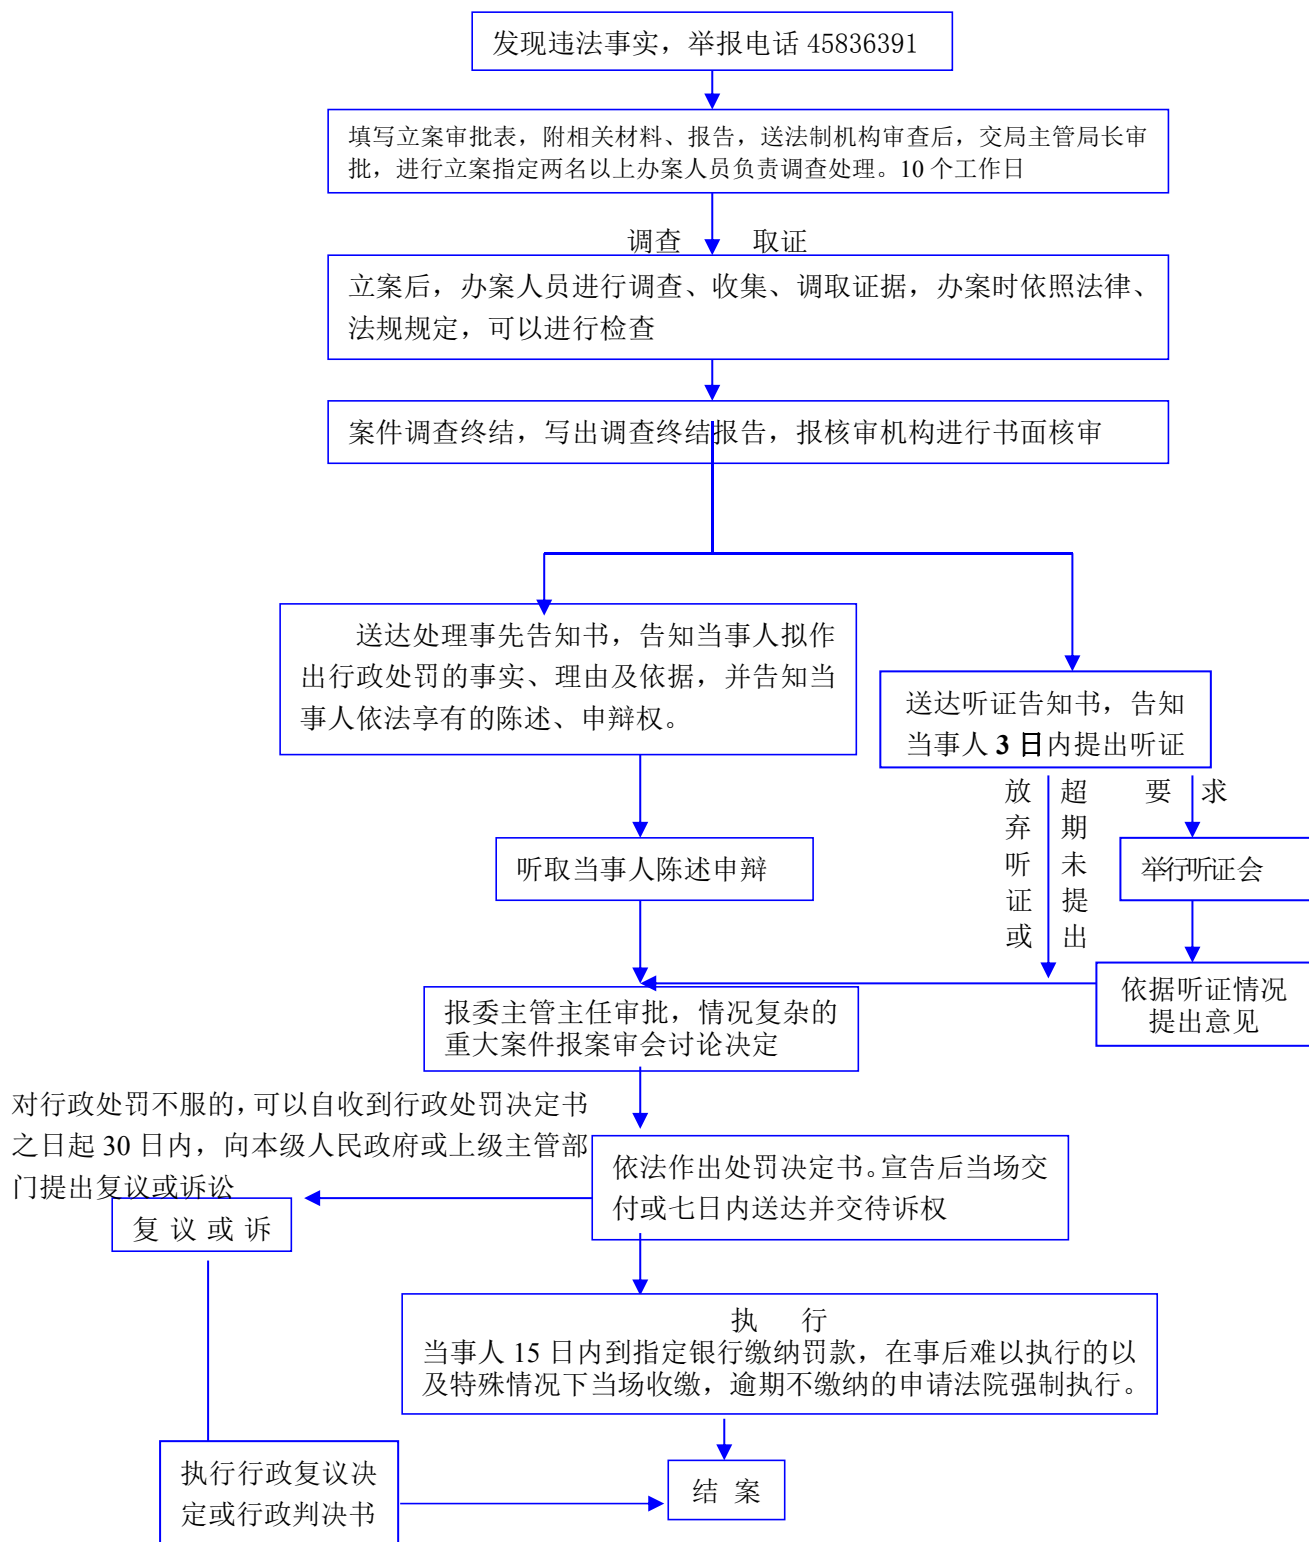 发现违法事实，举报电话 45836391
填写立案审批表，附相关材料、报告，送法制机构审查后，交局主管局长审
批，进行立案指定两名以上办案人员负责调查处理。10 个工作日
调查 取证
立案后，办案人员进行调查、收集、调取证据，办案时依照法律、
法规规定，可以进行检查
案件调查终结，写出调查终结报告，报核审机构进行书面核审
送达处理事先告知书，告知当事人拟作
出行政处罚的事实、理由及依据，并告知当
事人依法享有的陈述、申辩权。
送达听证告知书，告知
当事人 3 日内提出听证
放弃听证或
超期未提出
要 求
听取当事人陈述申辩
举行听证会
依据听证情况
提出意见
报委主管主任审批，情况复杂的
重大案件报案审会讨论决定
对行政处罚不服的，可以自收到行政处罚决定书
之日起 30 日内，向本级人民政府或上级主管部
门提出复议或诉讼
依法作出处罚决定书。宣告后当场交
付或七日内送达并交待诉权
复 议 或 诉
执 行
当事人 15 日内到指定银行缴纳罚款，在事后难以执行的以
及特殊情况下当场收缴，逾期不缴纳的申请法院强制执行。
执行行政复议决
定或行政判决书
结 案